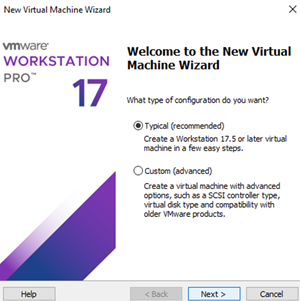 New Virtual Machine Wizard
vmware
WORKSTATION
PRO™
17
Welcome to the New Virtual
Machine Wizard
What type of configuration do you want?
Typical (recommended)
Create a Workstation 17.5 or later virtual
machine in a few easy steps.
Custom (advanced)
Create a virtual machine with advanced
options, such as a SCSI controller type,
virtual disk type and compatibility with
older VMware products.
Help
< Back
Next >
Cancel